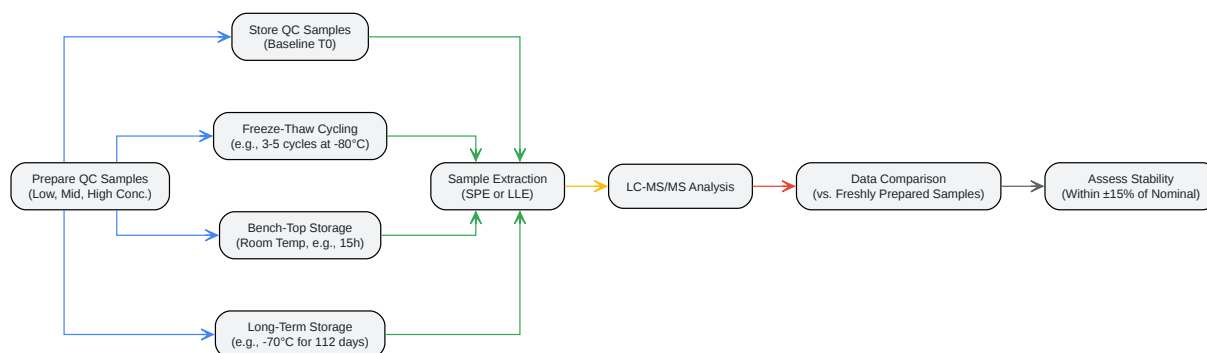 Prepare QC Samples
(Low, Mid, High Conc.)
Store QC Samples
(Baseline T0)
Freeze-Thaw Cycling
(e.g., 3-5 cycles at -80°C)
Bench-Top Storage
(Room Temp, e.g., 15h)
Long-Term Storage
(e.g., -70°C for 112 days)
Sample Extraction
(SPE or LLE)
LC-MS/MS Analysis
Data Comparison
(vs. Freshly Prepared Samples)
Assess Stability
(Within ±15% of Nominal)